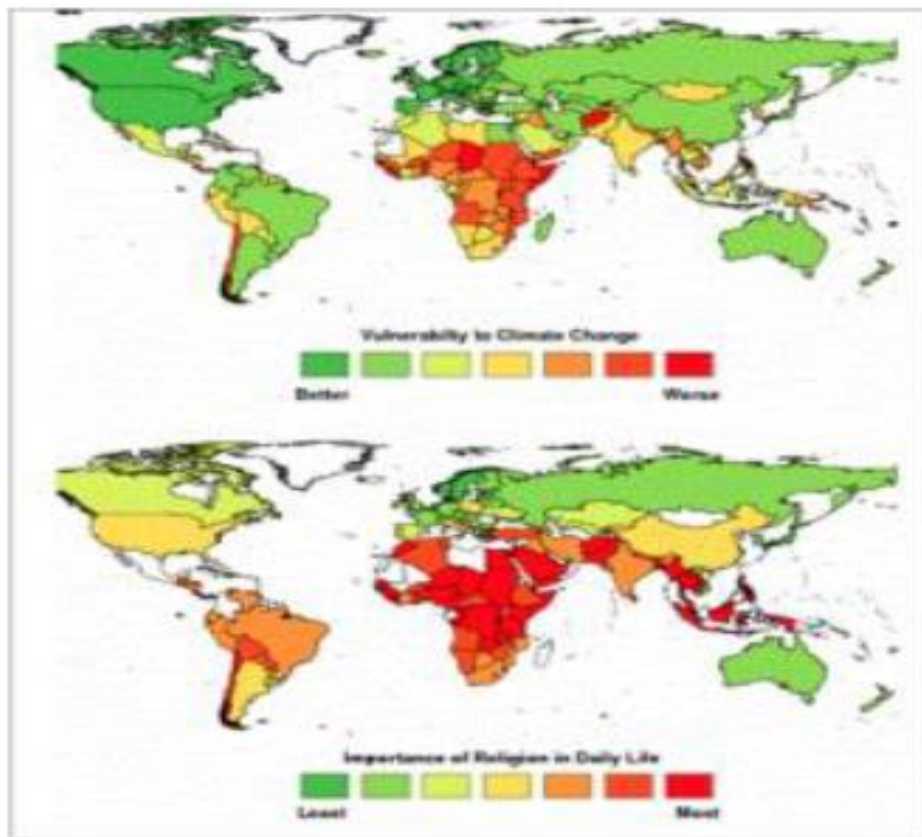 Vulnerability to Climate Change
Better Worse
Importance of Religion in Daily Life
Least Most